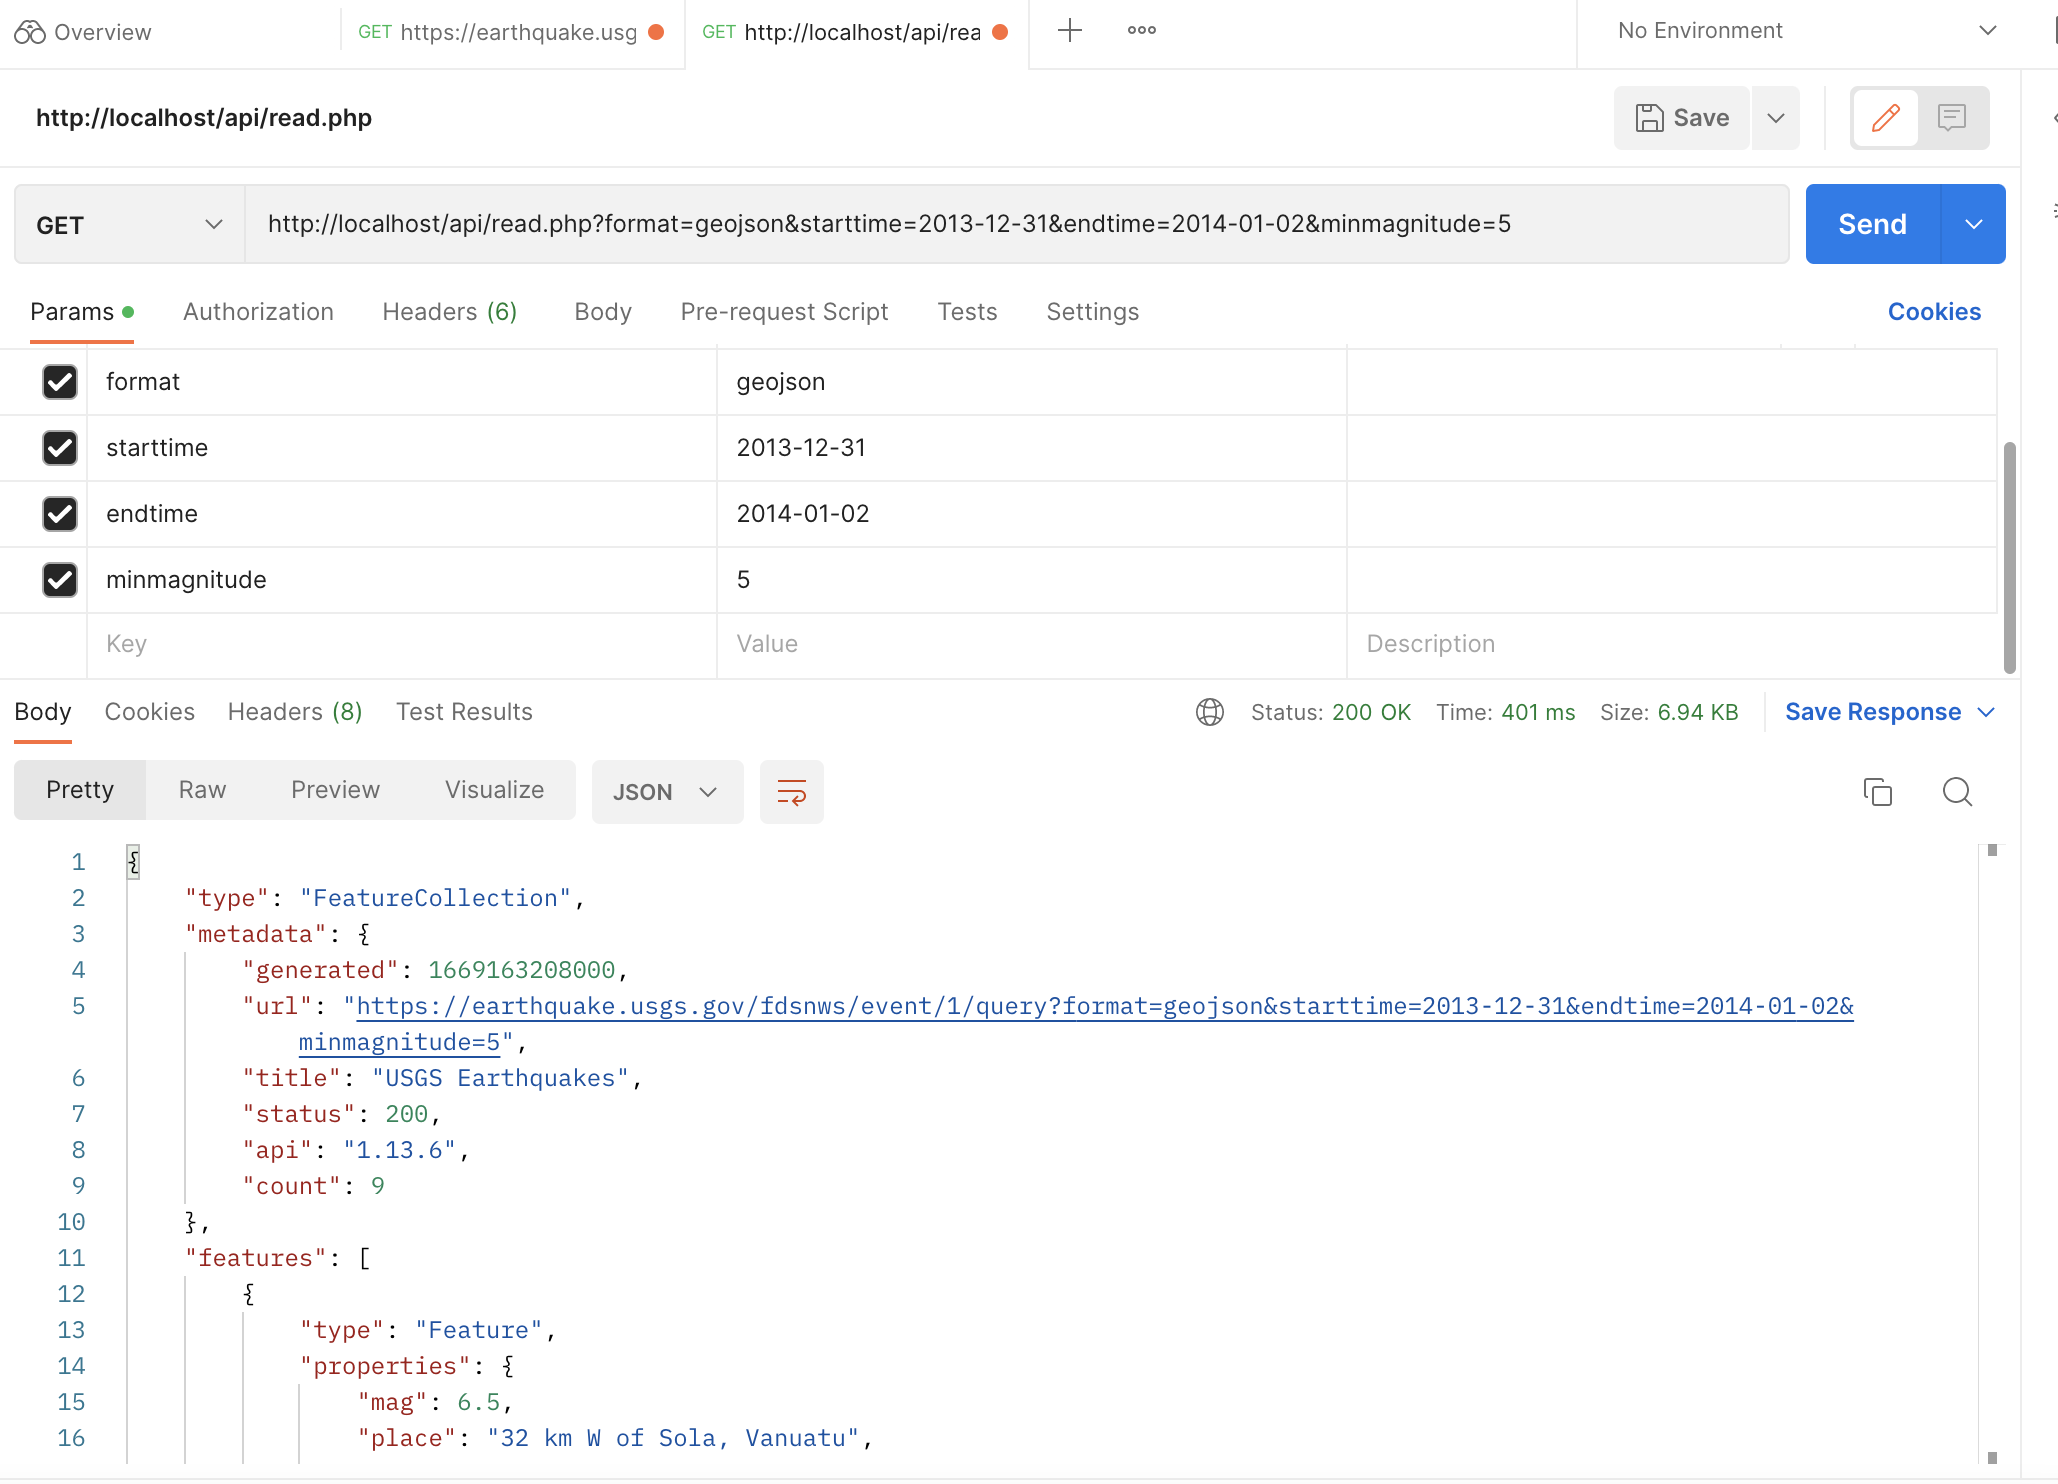 Overview
GET https://earthquake.usg
GET http://localhost/api/rea
No Environment
http://localhost/api/read.php
Save
GET
http://localhost/api/read.php?format=geojson&starttime=2013-12-31&endtime=2014-01-02&minmagnitude=5
Send
Params
Authorization
Headers (6)
Body
Pre-request Script
Tests
Settings
Cookies
format geojson
starttime 2013-12-31
endtime 2014-01-02
minmagnitude 5
Key Value Description
Body
Cookies
Headers (8)
Test Results
Status: 200 OK
Time: 401 ms
Size: 6.94 KB
Save Response
Pretty
Raw
Preview
Visualize
JSON
1 {
2 "type": "FeatureCollection",
3 "metadata": {
4 "generated": 1669163208000,
5 "url": "https://earthquake.usgs.gov/fdsnws/event/1/query?format=geojson&starttime=2013-12-31&endtime=2014-01-02&
minmagnitude=5",
6 "title": "USGS Earthquakes",
7 "status": 200,
8 "api": "1.13.6",
9 "count": 9
10 },
11 "features": [
12 {
13 "type": "Feature",
14 "properties": {
15 "mag": 6.5,
16 "place": "32 km W of Sola, Vanuatu",